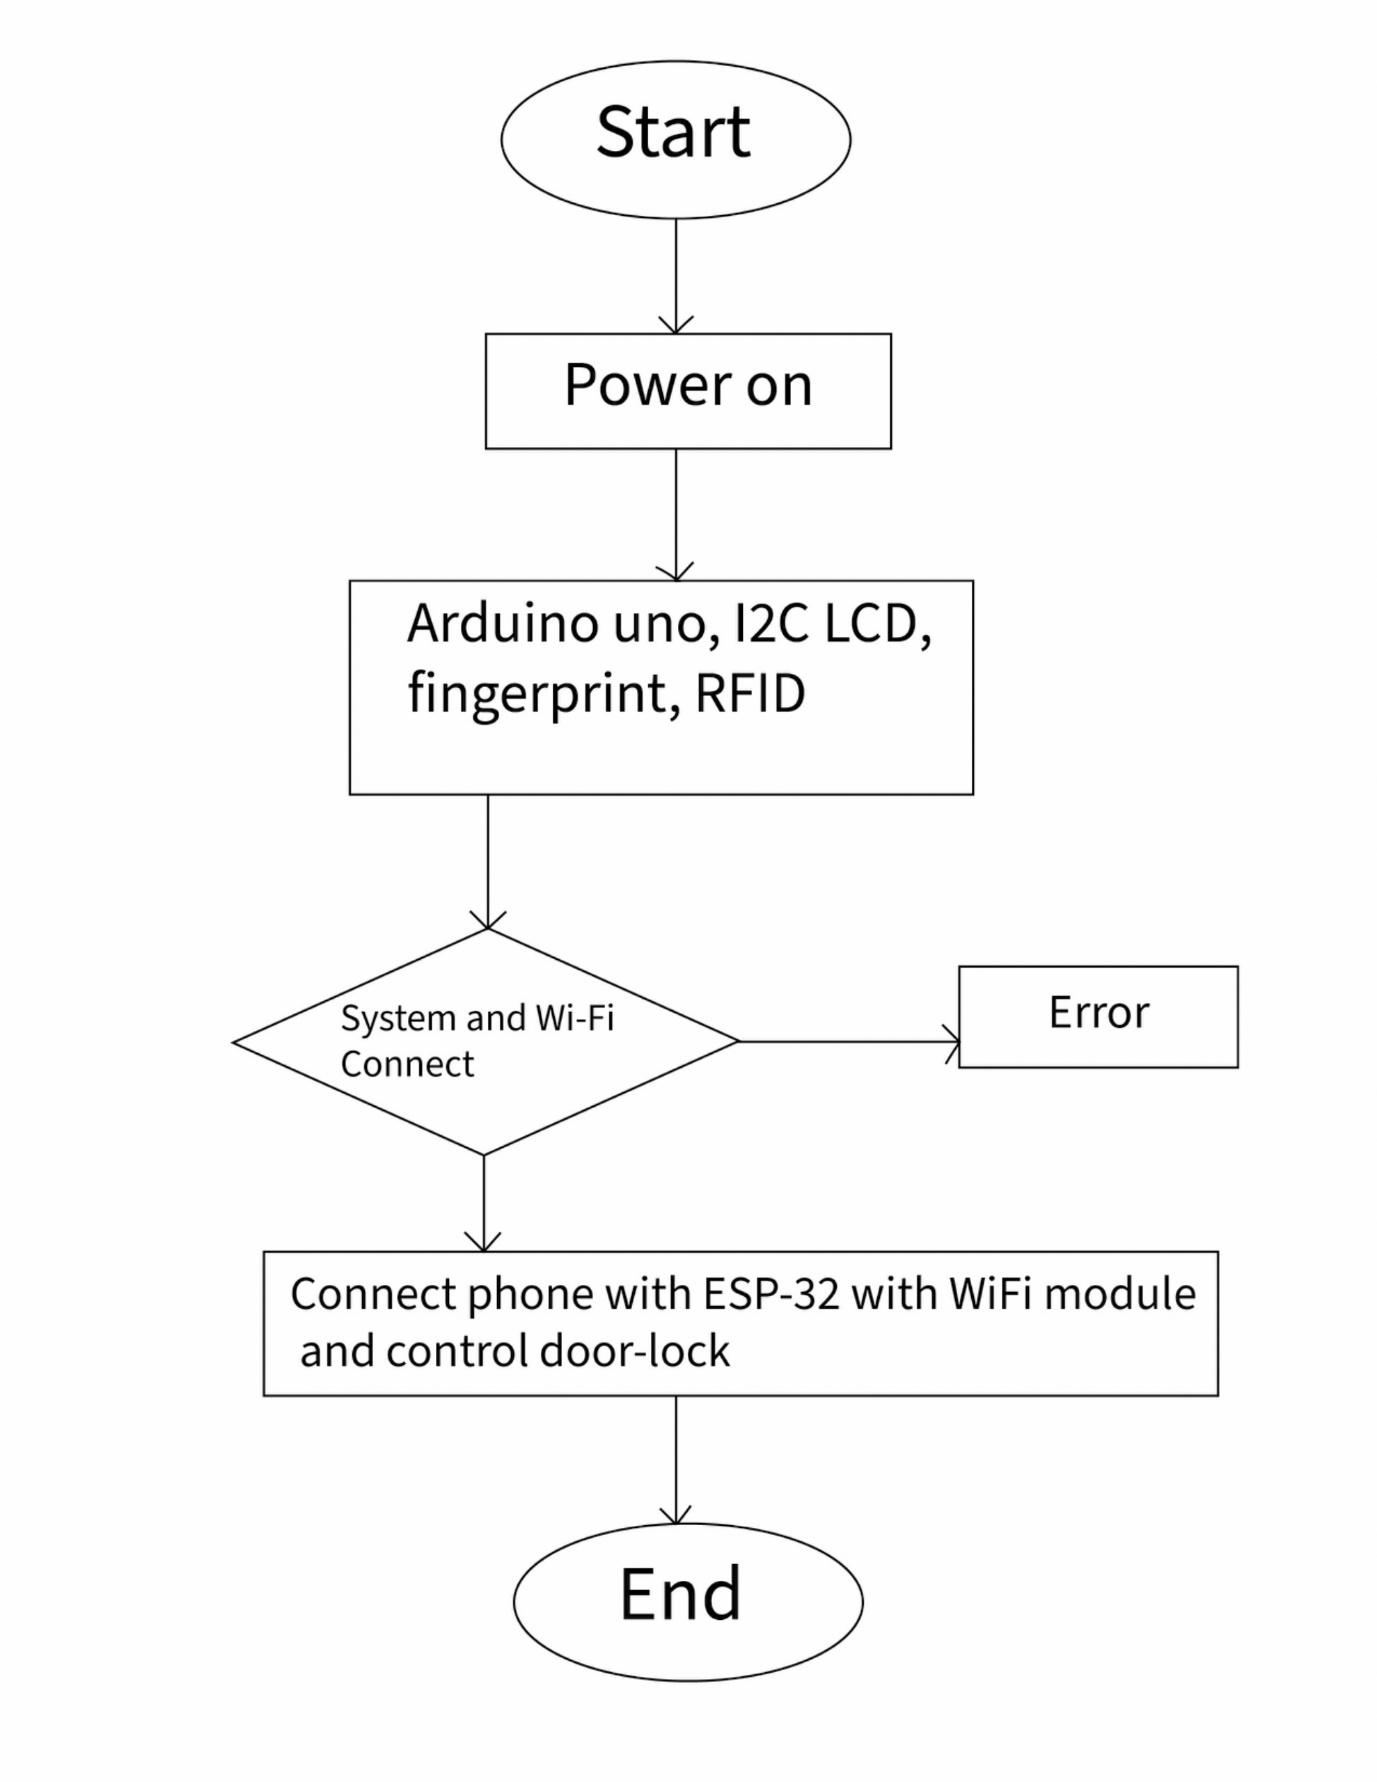 Start
Power on
Arduino uno, I2C LCD,
fingerprint, RFID
System and Wi-Fi
Connect
Error
Connect phone with ESP-32 with WiFi module
and control door-lock
End